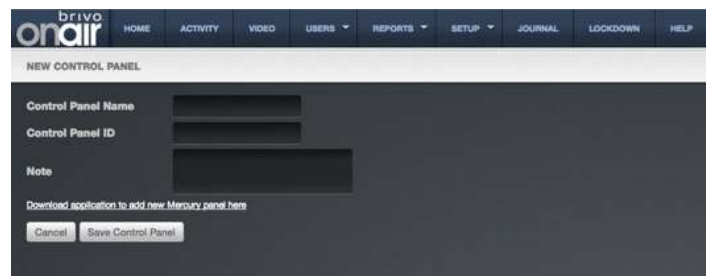 brivo
onair
HOME ACTIVITY VIDEO USERS REPORTS SETUP JOURNAL LOCKDOWN HELP
NEW CONTROL PANEL
Control Panel Name
Control Panel ID
Note
Download application to add new Mercury panel here
Cancel Save Control Panel